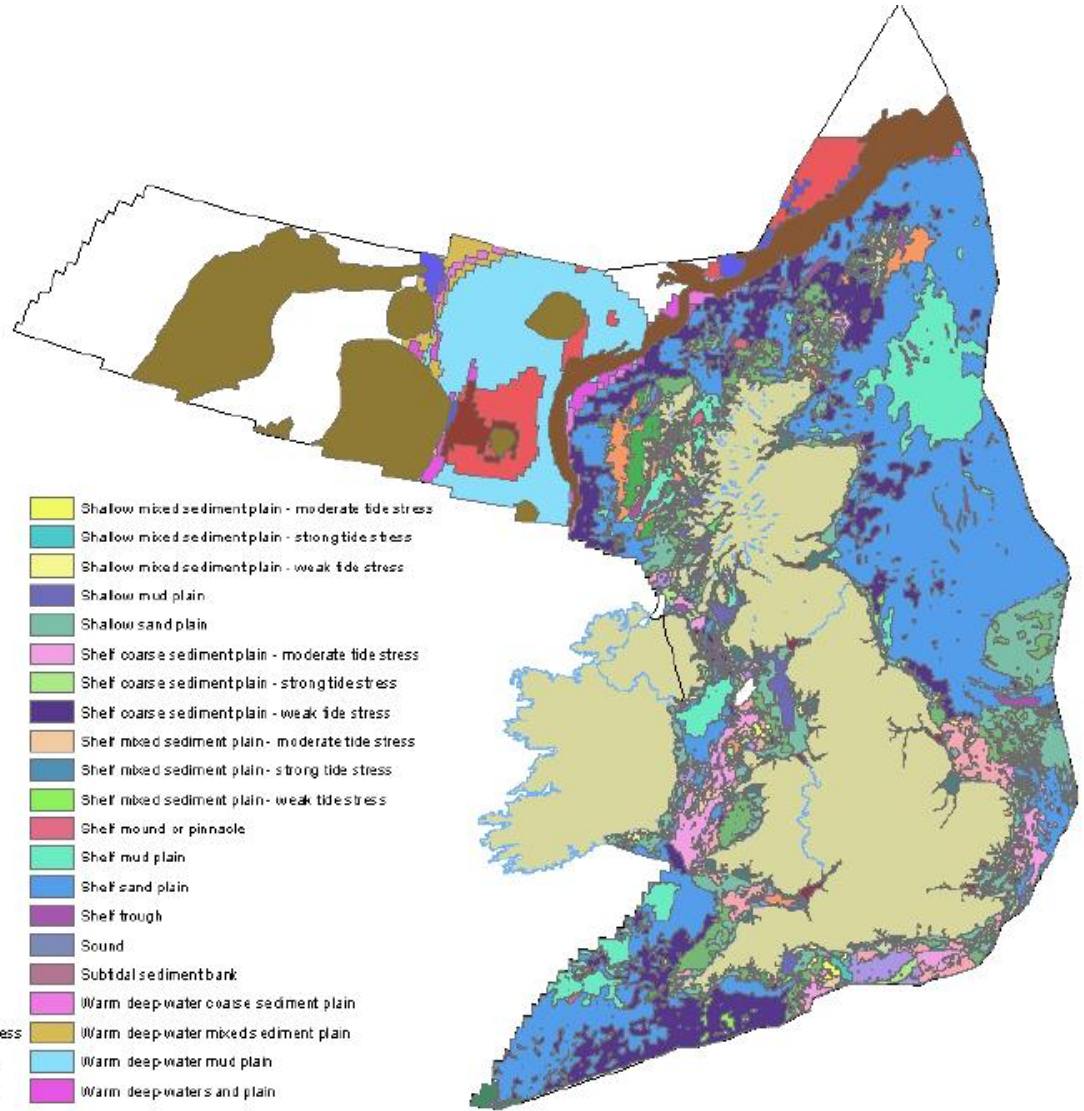 Shallow mixed sediment plain - moderate tide stress
Shallow mixed sediment plain - strong tide stress
Shallow mixed sediment plain - weak tide stress
Shallow mud plain
Shallow sand plain
Shelf coarse sediment plain - moderate tide stress
Shelf coarse sediment plain - strong tide stress
Shelf coarse sediment plain - weak tide stress
Shelf mixed sediment plain - moderate tide stress
Shelf mixed sediment plain - strong tide stress
Shelf mixed sediment plain - weak tide stress
Shelf mound or pinnacle
Shelf mud plain
Shelf sand plain
Shelf trough
Sound
Subtidal sediment bank
Warm deep-water coarse sediment plain
ess Warm deep-water mixed sediment plain
Warm deep-water mud plain
Warm deep-water sand plain